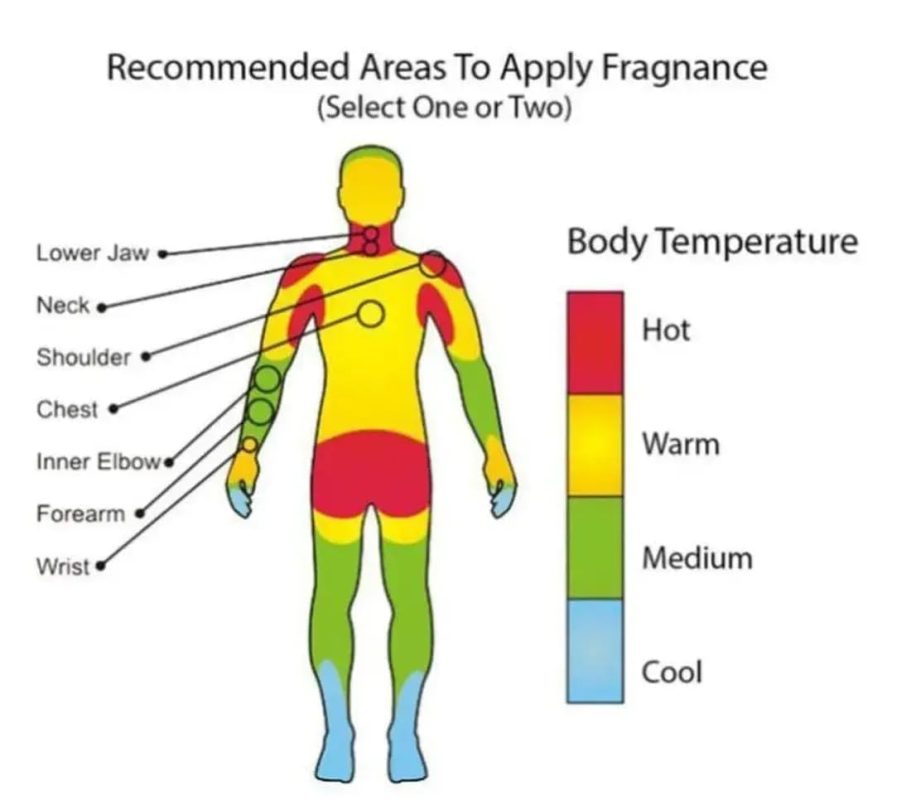 Recommended Areas To Apply Fragnance
(Select One or Two)
Lower Jaw
Neck
Shoulder
Chest
Inner Elbow
Forearm
Wrist
Body Temperature
Hot
Warm
Medium
Cool